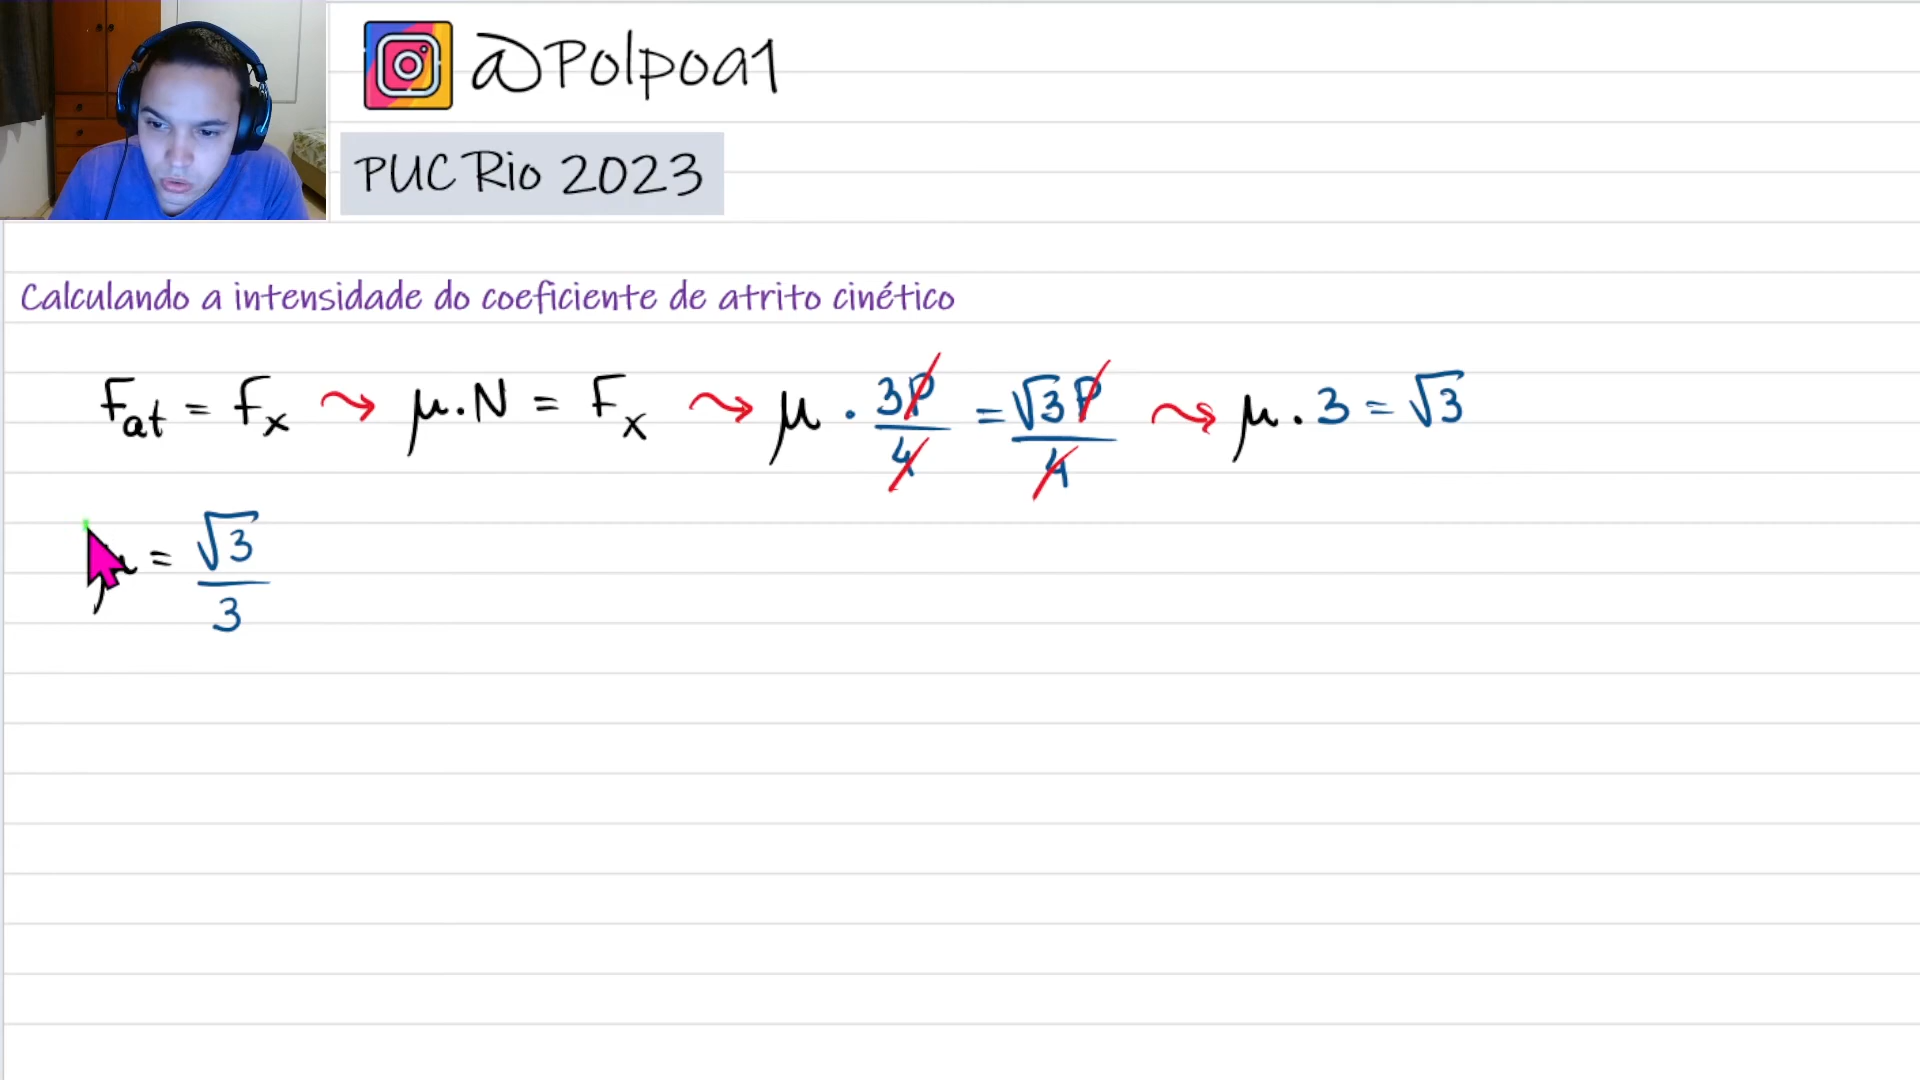 @Polpoa1
PUC Rio 2023
Calculando a intensidade do coeficiente de atrito cinético
Fat = Fx ⇝ μ.N = Fx ⇝ μ . 3P/4 = √3P/4 ⇝ μ . 3 = √3
μ = √3/3